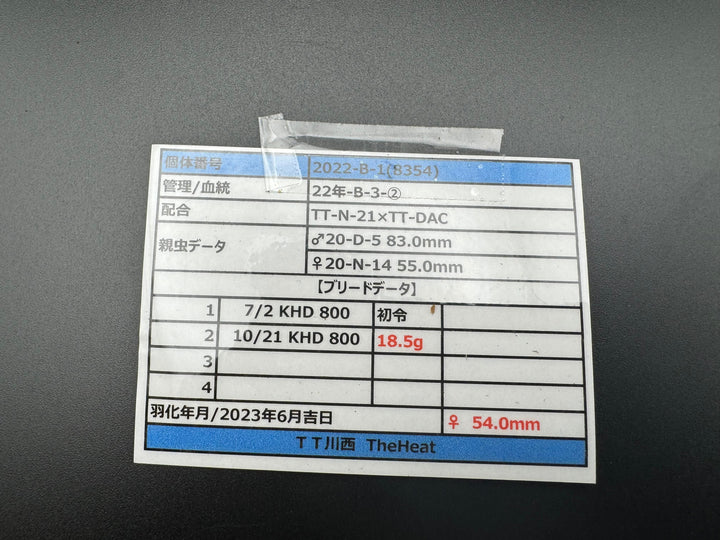 個体番号 2022-B-1(8354)
管理/血統 22年-B-3-②
配合 TT-N-21×TT-DAC
親虫データ ♂20-D-5 83.0mm
♀20-N-14 55.0mm
【ブリードデータ】
1 7/2 KHD 800 初令
2 10/21 KHD 800 18.5g
3
4
羽化年月/2023年6月吉日 ♀ 54.0mm
ＴＴ川西 TheHeat